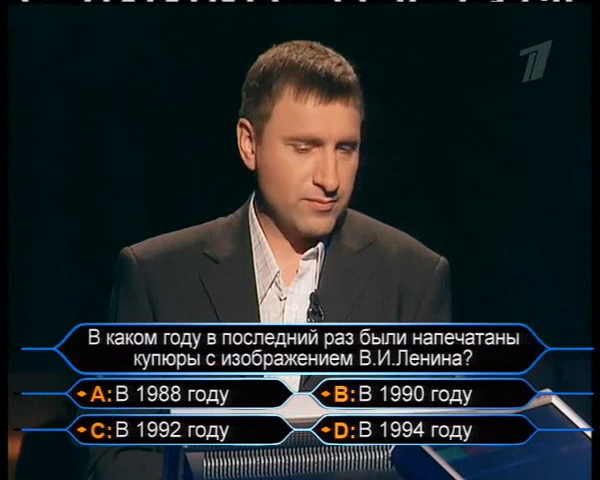 В каком году в последний раз были напечатаны
купюры с изображением В.И.Ленина?
A: В 1988 году
B: В 1990 году
C: В 1992 году
D: В 1994 году